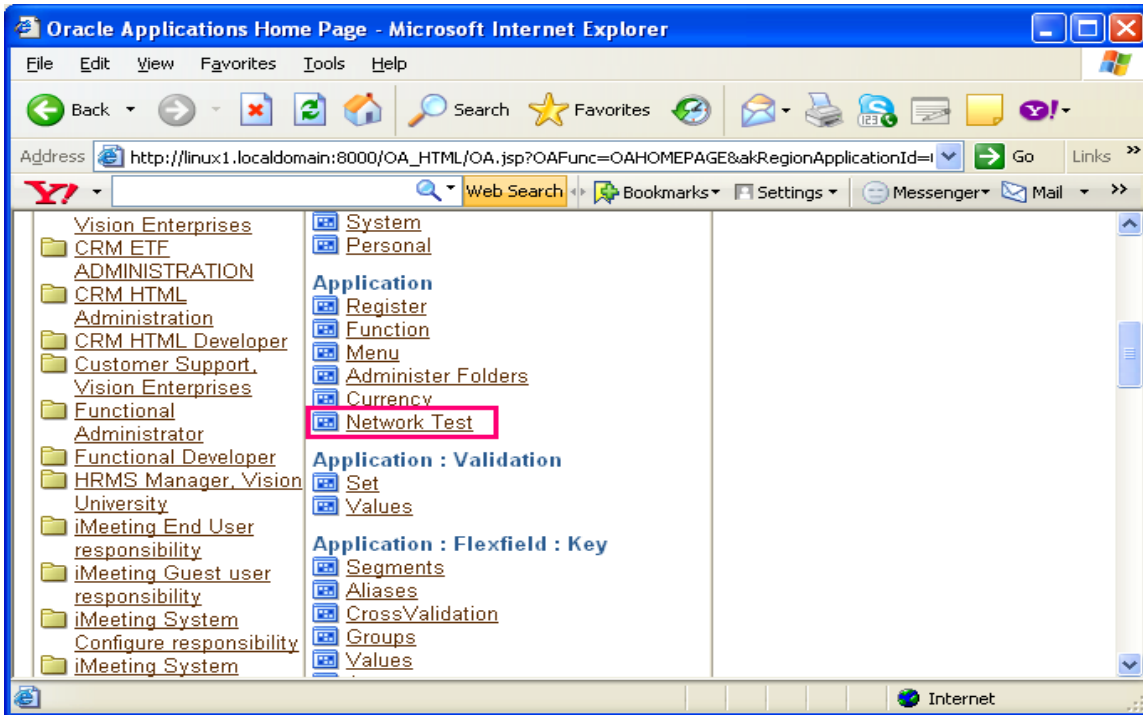 Oracle Applications Home Page - Microsoft Internet Explorer
File Edit View Favorites Tools Help
Back Search Favorites
Address http://linux1.localdomain:8000/OA_HTML/OA.jsp?OAFunc=OAHOMEPAGE&akRegionApplicationId= Go Links »
Y! Web Search Bookmarks Settings Messenger Mail »
Vision Enterprises
CRM ETF
ADMINISTRATION
CRM HTML
Administration
CRM HTML Developer
Customer Support,
Vision Enterprises
Functional
Administrator
Functional Developer
HRMS Manager, Vision
University
iMeeting End User
responsibility
iMeeting Guest user
responsibility
iMeeting System
Configure responsibility
iMeeting System
System
Personal
Application
Register
Function
Menu
Administer Folders
Currency
Network Test
Application : Validation
Set
Values
Application : Flexfield : Key
Segments
Aliases
CrossValidation
Groups
Values
Internet